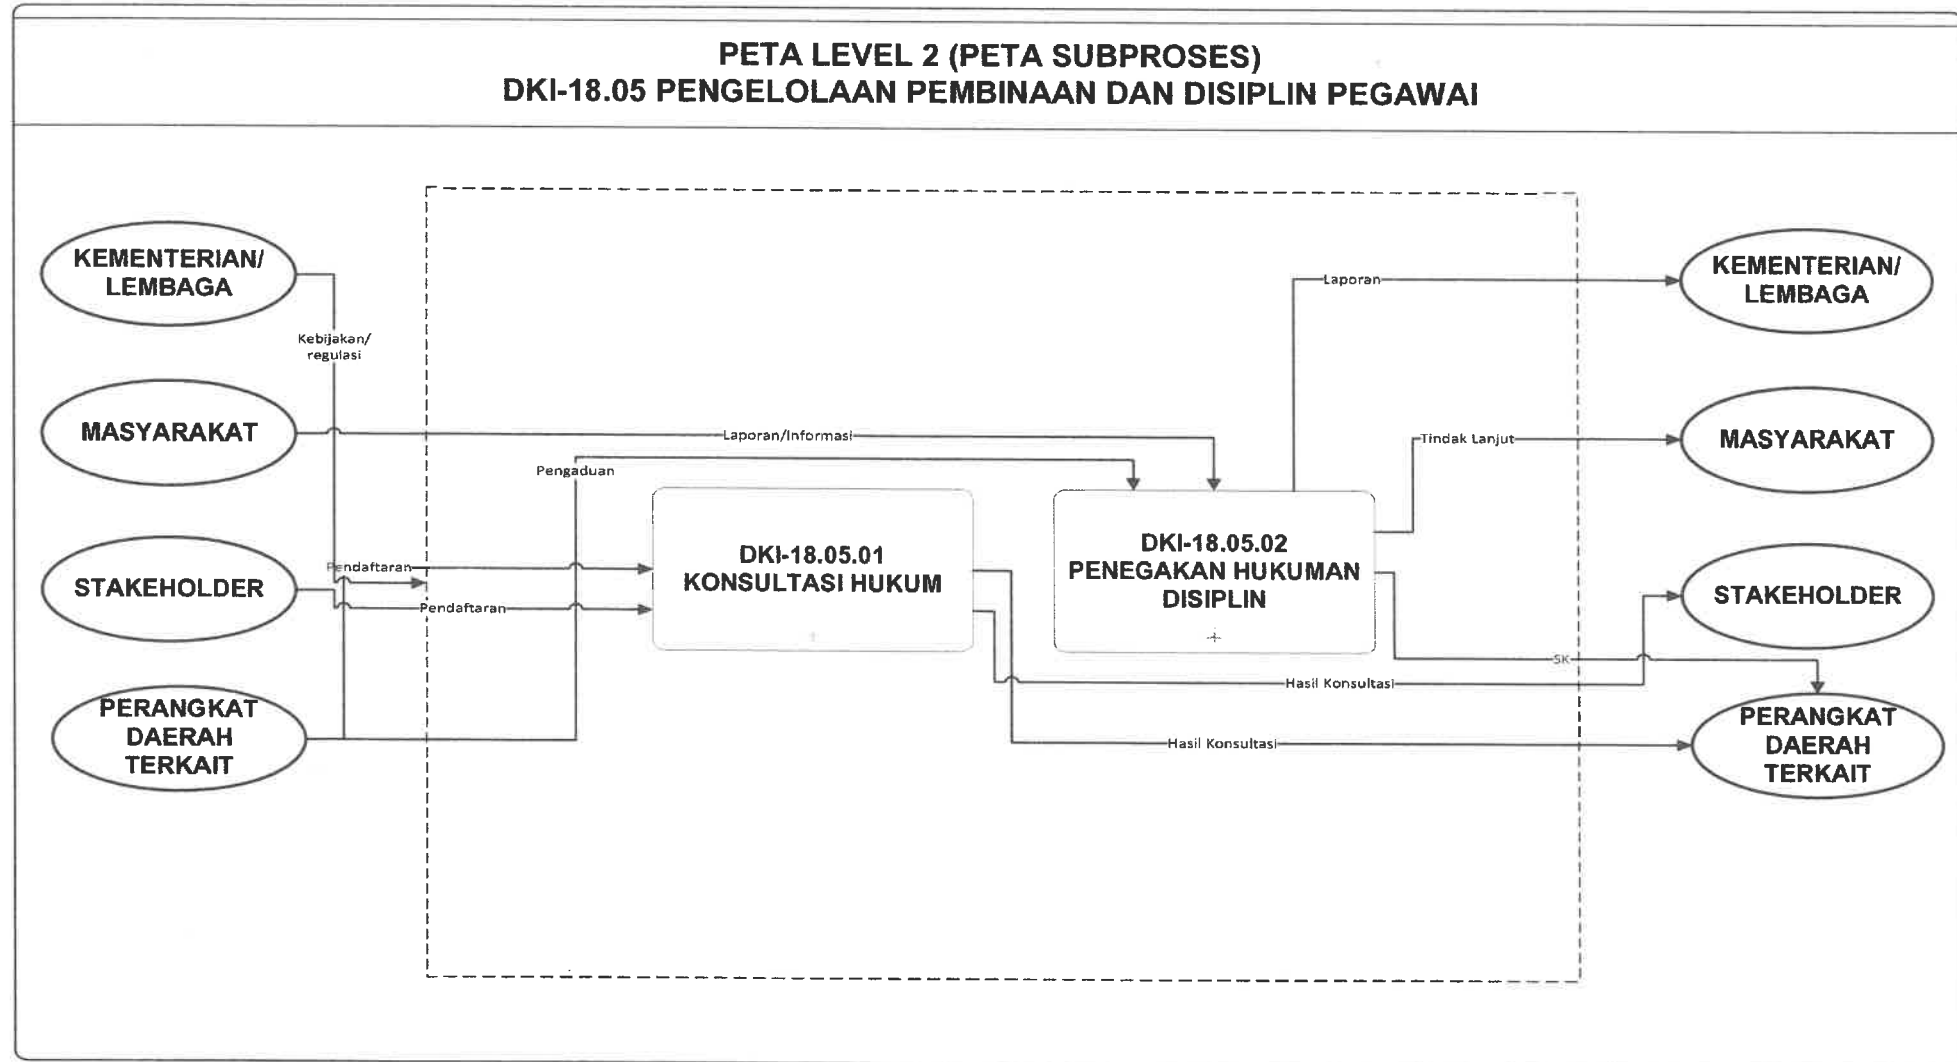 PETA LEVEL 2 (PETA SUBPROSES)
DKI-18.05 PENGELOLAAN PEMBINAAN DAN DISIPLIN PEGAWAI
KEMENTERIAN/
LEMBAGA
Kebijakan/
regulasi
MASYARAKAT
STAKEHOLDER
PERANGKAT
DAERAH
TERKAIT
Laporan/Informasi
Pengaduan
Pendaftaran
Pendaftaran
DKI-18.05.01
KONSULTASI HUKUM
DKI-18.05.02
PENEGAKAN HUKUMAN
DISIPLIN
Laporan
Tindak Lanjut
SK
Hasil Konsultasi
Hasil Konsultasi
KEMENTERIAN/
LEMBAGA
MASYARAKAT
STAKEHOLDER
PERANGKAT
DAERAH
TERKAIT